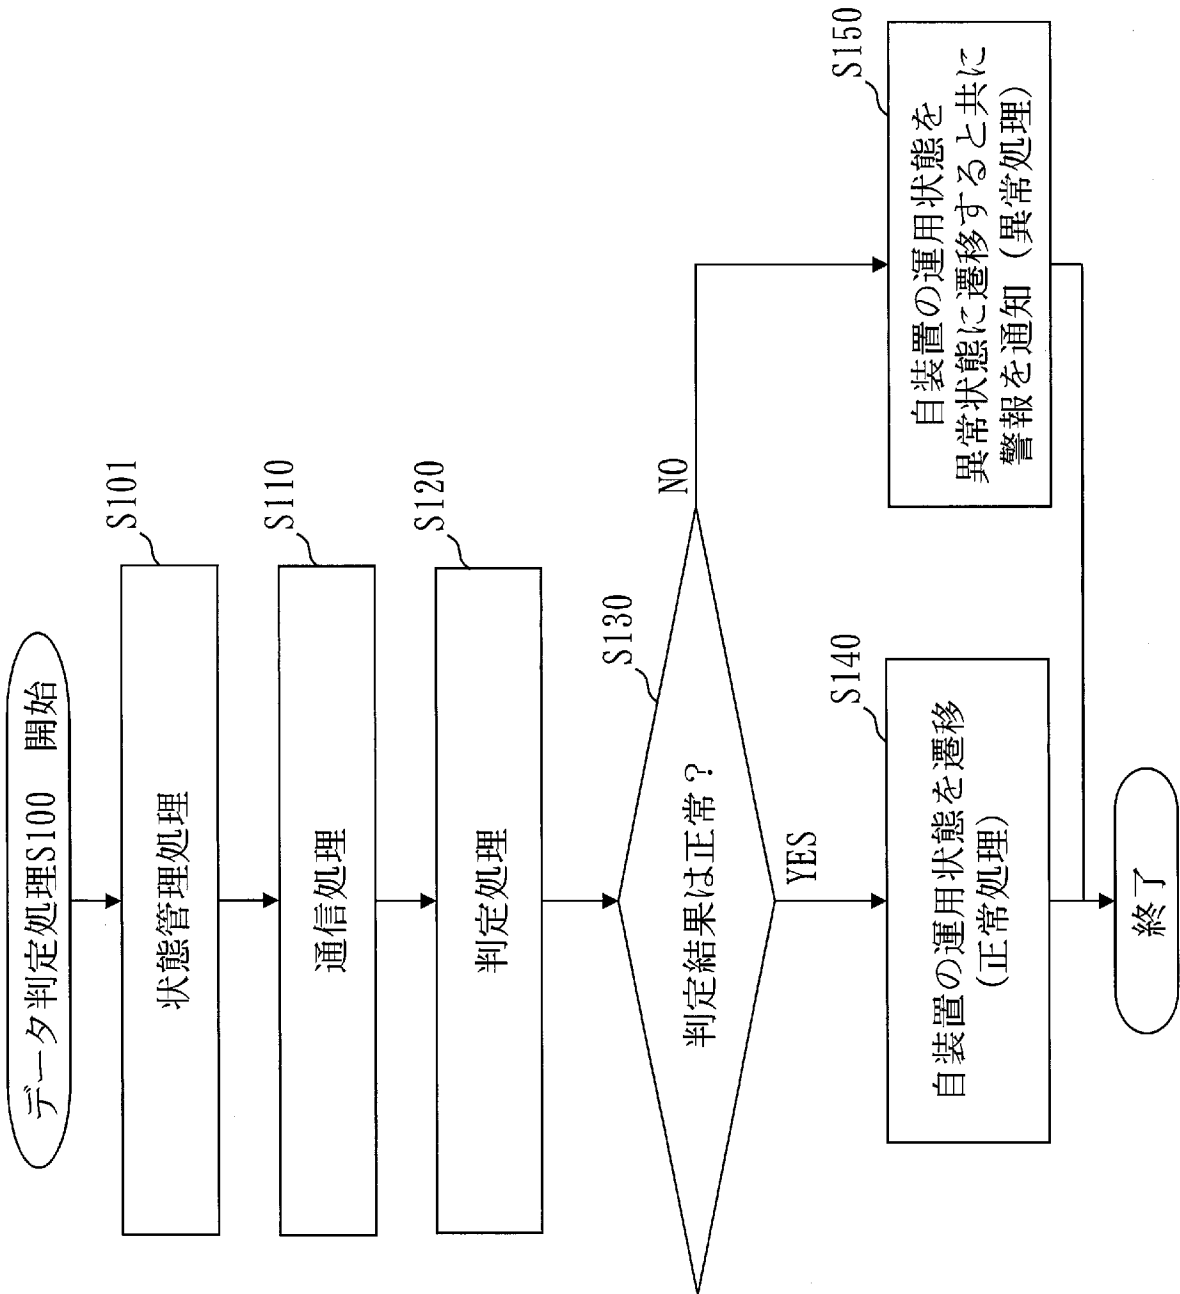 データ判定処理S100　開始
S101
状態管理処理
S110
通信処理
S120
判定処理
S130
判定結果は正常？
NO
YES
S140
自装置の運用状態を遷移
(正常処理)
S150
自装置の運用状態を
異常状態に遷移すると共に
警報を通知（異常処理）
終了